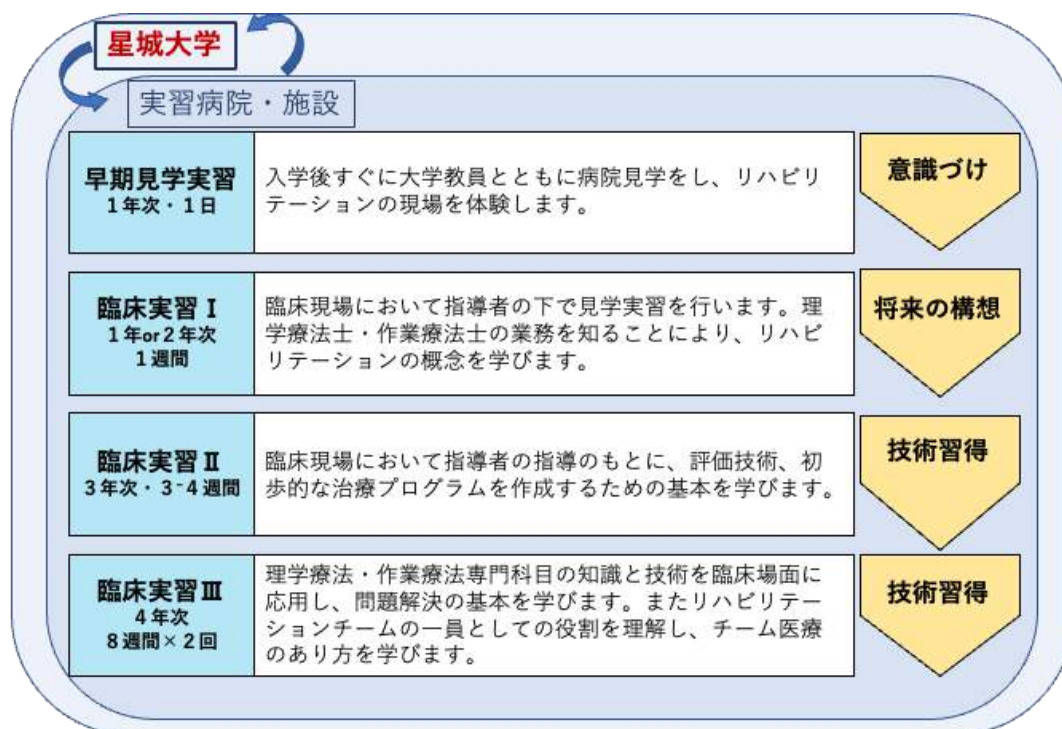 星城大学
実習病院・施設
早期見学実習
1年次・1日
入学後すぐに大学教員とともに病院見学をし、リハビリ
テーションの現場を体験します。
意識づけ
臨床実習Ⅰ
1年or2年次
1週間
臨床現場において指導者の下で見学実習を行います。理
学療法士・作業療法士の業務を知ることにより、リハビ
リテーションの概念を学びます。
将来の構想
臨床実習Ⅱ
3年次・3-4週間
臨床現場において指導者の指導のもとに、評価技術、初
歩的な治療プログラムを作成するための基本を学びます。
技術習得
臨床実習Ⅲ
4年次
8週間×2回
理学療法・作業療法専門科目の知識と技術を臨床場面に
応用し、問題解決の基本を学びます。またリハビリテー
ションチームの一員としての役割を理解し、チーム医療
のあり方を学びます。
技術習得